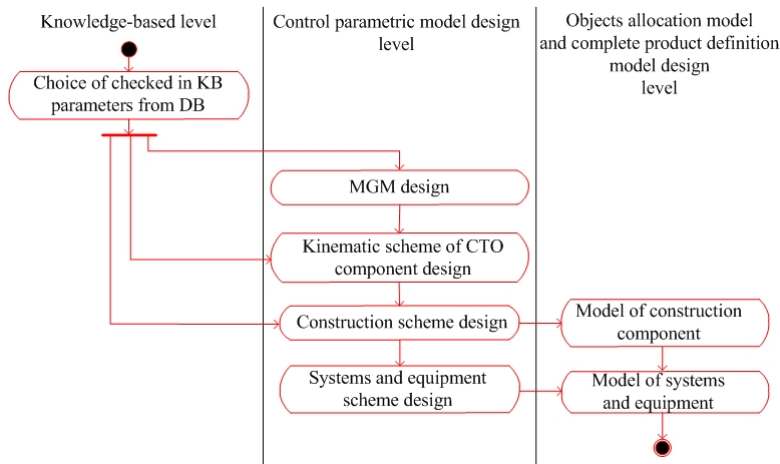 Knowledge-based level
Control parametric model design
level
Objects allocation model
and complete product definition
model design
level
Choice of checked in KB
parameters from DB
MGM design
Kinematic scheme of CTO
component design
Construction scheme design
Model of construction
component
Systems and equipment
scheme design
Model of systems
and equipment